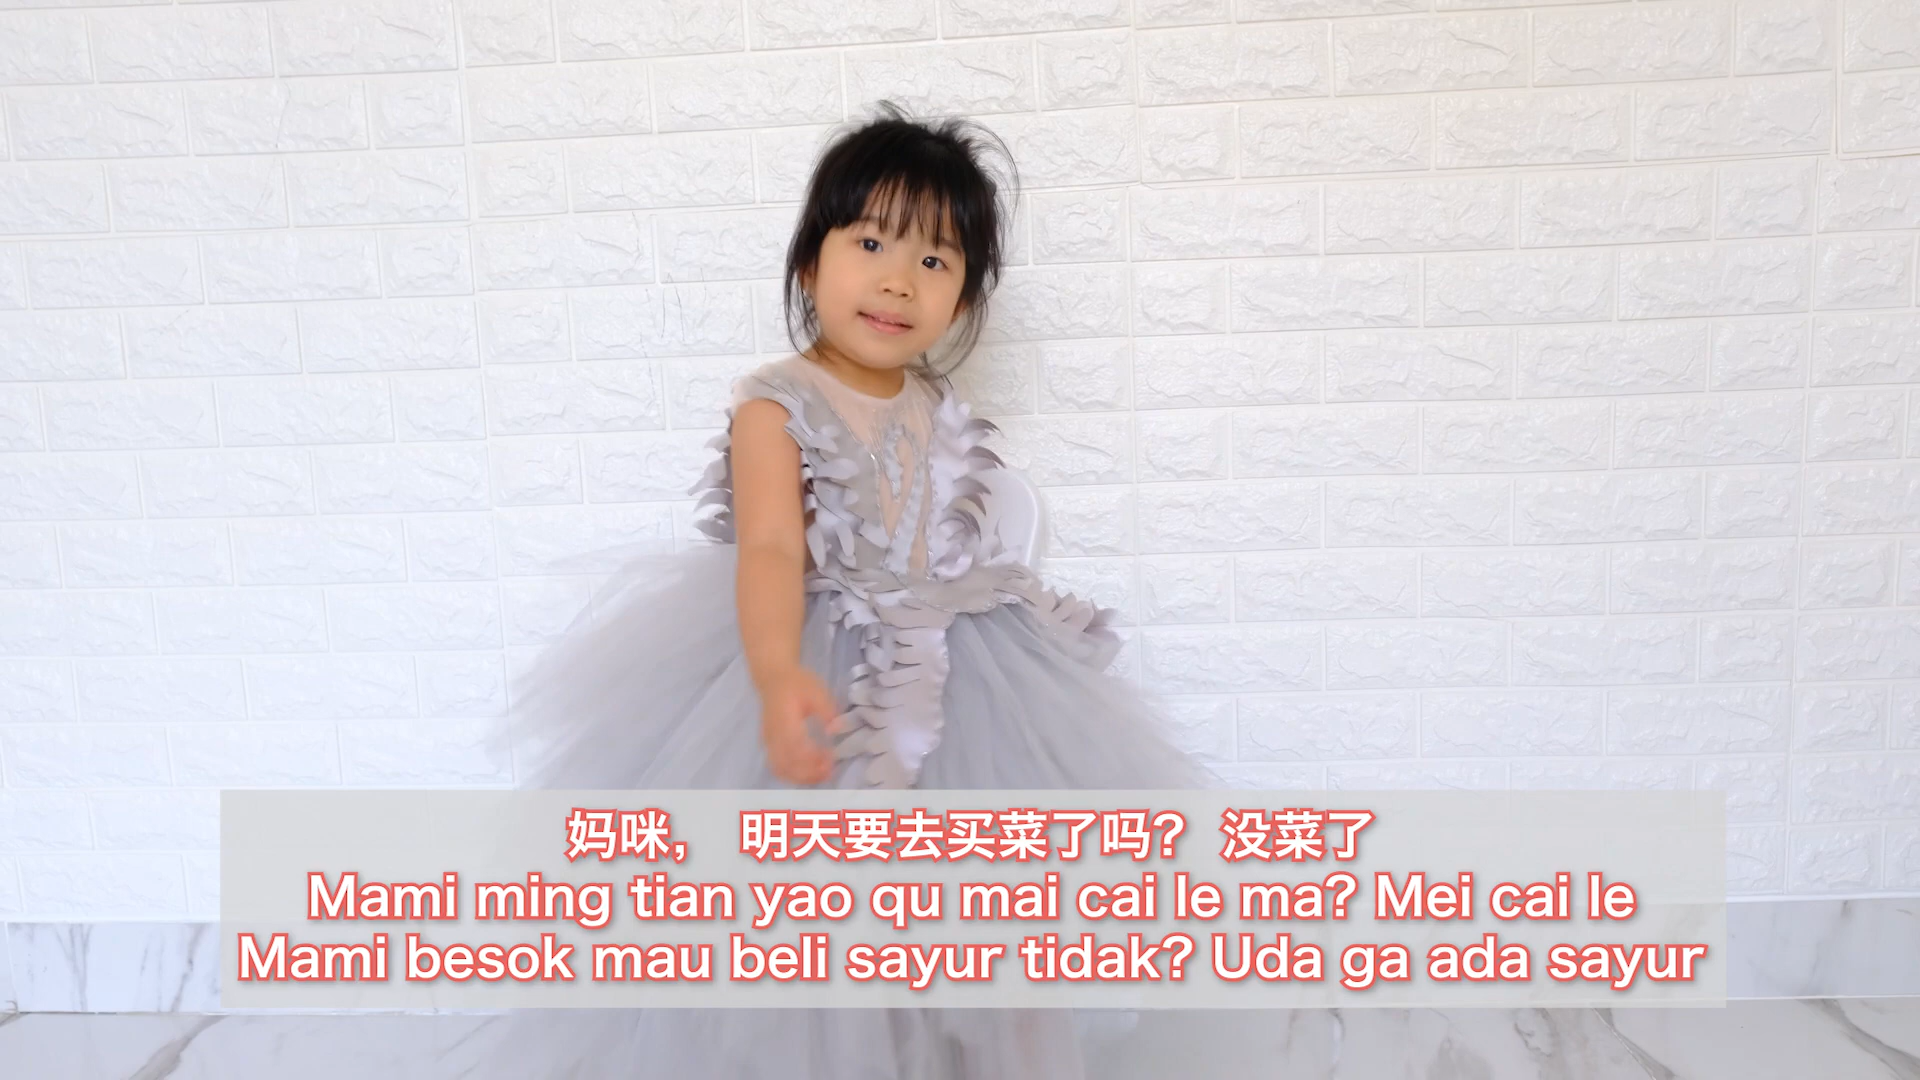 妈咪， 明天要去买菜了吗？ 没菜了
Mami ming tian yao qu mai cai le ma? Mei cai le
Mami besok mau beli sayur tidak? Uda ga ada sayur